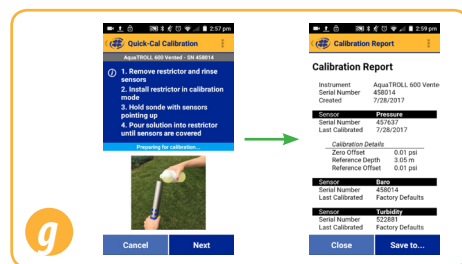 2:57 pm
Quick-Cal Calibration
AquaTROLL 600 Vented - SN 458014
1. Remove restrictor and rinse
sensors
2. Install restrictor in calibration
mode
3. Hold sonde with sensors
pointing up
4. Pour solution into restrictor
until sensors are covered
Preparing for calibration...
Cancel Next
2:59 pm
Calibration Report
Calibration Report
Instrument AquaTROLL 600 Vente
Serial Number 458014
Created 7/28/2017
Sensor Pressure
Serial Number 457637
Last Calibrated 7/28/2017
Calibration Details
Zero Offset 0.01 psi
Reference Depth 3.05 m
Reference Offset 0.01 psi
Sensor Baro
Serial Number 458014
Last Calibrated Factory Defaults
Sensor Turbidity
Serial Number 522881
Last Calibrated Factory Defaults
Close Save to...
g